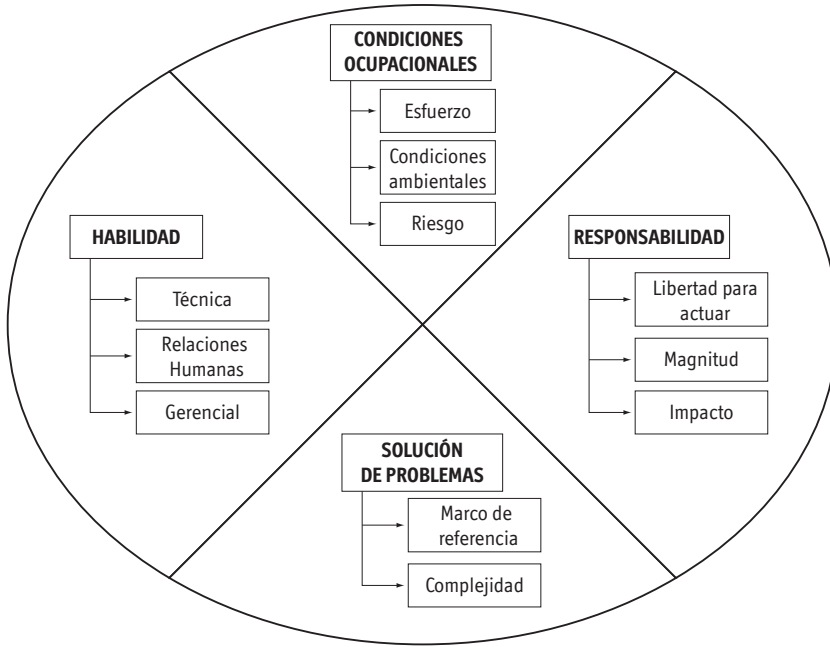 CONDICIONES
OCUPACIONALES
Esfuerzo
Condiciones
ambientales
Riesgo
HABILIDAD
Técnica
Relaciones
Humanas
Gerencial
RESPONSABILIDAD
Libertad para
actuar
Magnitud
Impacto
SOLUCIÓN
DE PROBLEMAS
Marco de
referencia
Complejidad